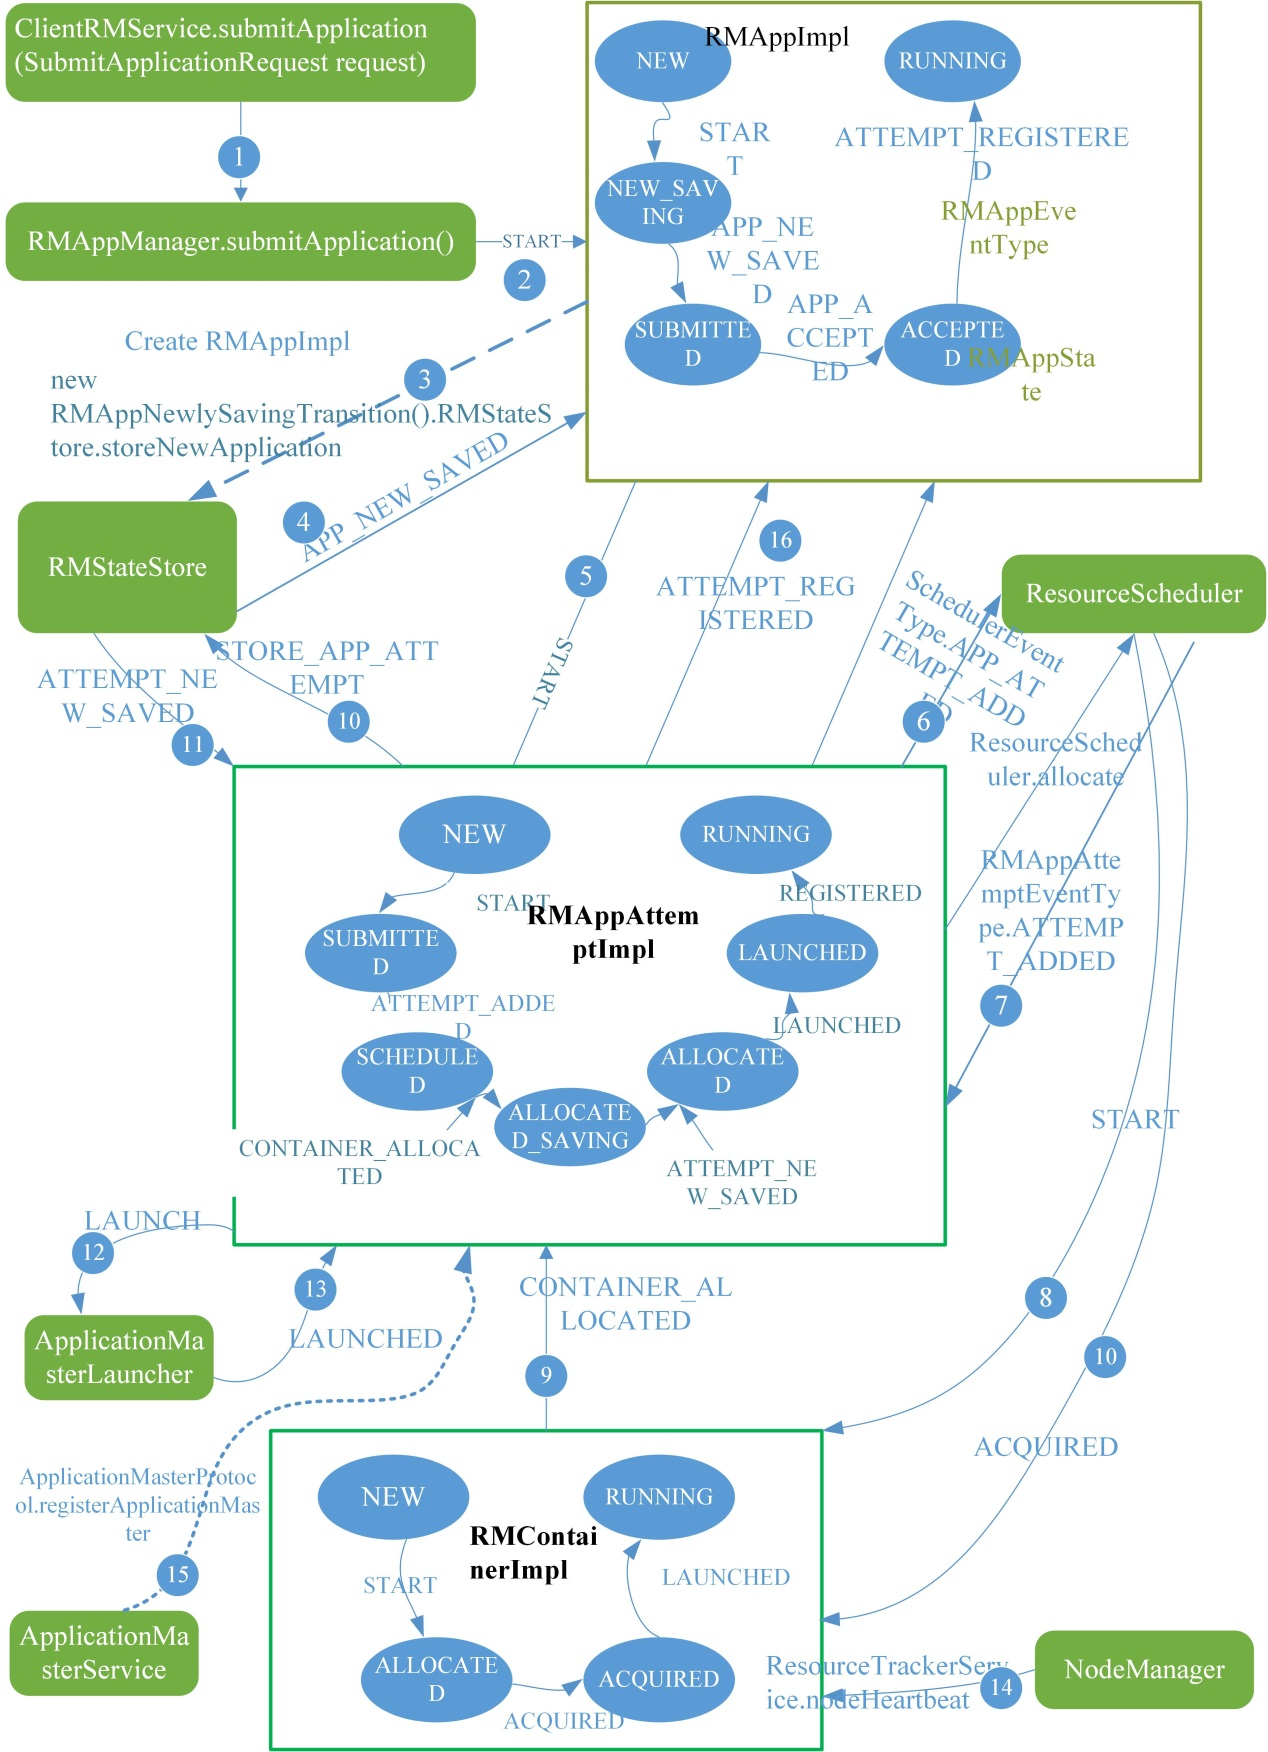 ClientRMService.submitApplication
(SubmitApplicationRequest request)
1
RMAppManager.submitApplication()
START
2
RMAppImpl
NEW
RUNNING
STAR
T
ATTEMPT_REGISTERE
D
NEW_SAV
ING
RMAppEve
ntType
APP_NE
W_SAVE
D
APP_A
CCEPT
ED
SUBMITTE
D
ACCEPTE
D
RMAppSta
te
Create RMAppImpl
3
new
RMAppNewlySavingTransition().RMStateS
tore.storeNewApplication
4
APP_NEW_SAVED
RMStateStore
5
START
16
ATTEMPT_REG
ISTERED
ResourceScheduler
SchedulerEvent
Type.APP_AT
TEMPT_ADD
ED
6
ATTEMPT_NE
W_SAVED
11
STORE_APP_ATT
EMPT
10
ResourceSched
uler.allocate
RMAppAtte
mptEventTy
pe.ATTEMP
T_ADDED
7
NEW
RUNNING
START
REGISTERED
RMAppAttem
ptImpl
SUBMITTE
D
LAUNCHED
ATTEMPT_ADDE
D
LAUNCHED
SCHEDULE
D
ALLOCATE
D
ALLOCATE
D_SAVING
CONTAINER_ALLOCA
TED
ATTEMPT_NE
W_SAVED
START
LAUNCH
12
13
LAUNCHED
CONTAINER_AL
LOCATED
8
ApplicationMa
sterLauncher
9
10
ACQUIRED
ApplicationMasterProtoc
ol.registerApplicationMas
ter
15
NEW
RUNNING
RMContai
nerImpl
START
LAUNCHED
ALLOCATE
D
ACQUIRED
ACQUIRED
ApplicationMa
sterService
ResourceTrackerServ
ice.nodeHeartbeat
14
NodeManager